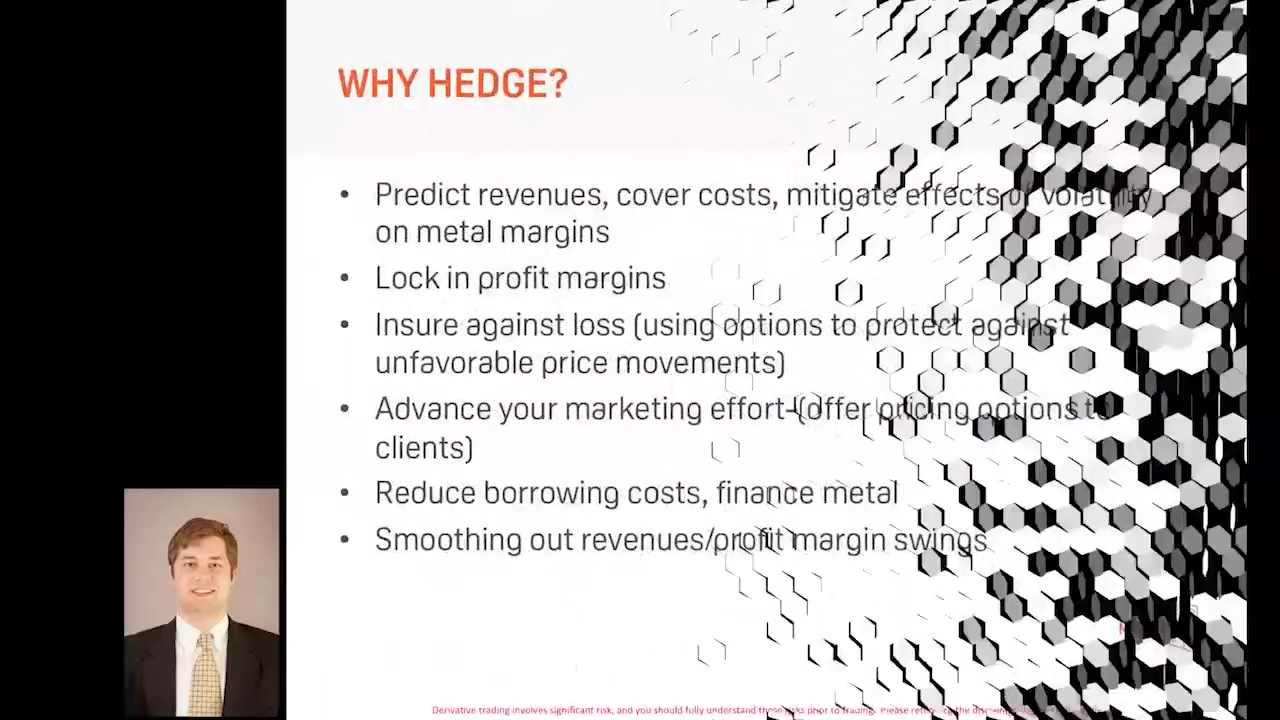 WHY HEDGE?
• Predict revenues, cover costs, mitigate effects of volatility
on metal margins
• Lock in profit margins
• Insure against loss (using options to protect against
unfavorable price movements)
• Advance your marketing effort-(offer pricing options to
clients)
• Reduce borrowing costs, finance metal
• Smoothing out revenues/profit margin swings
Derivative trading involves significant risk, and you should fully understand these risks prior to trading. Please refer the